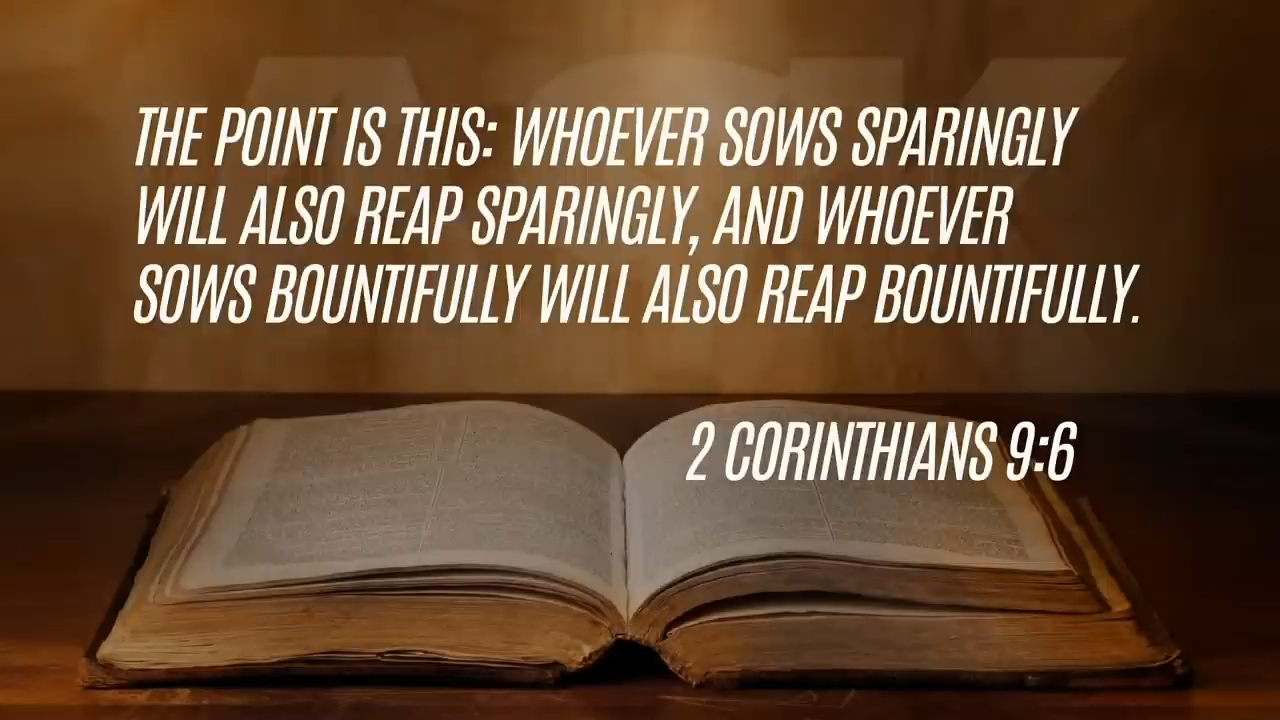 ASK
THE POINT IS THIS: WHOEVER SOWS SPARINGLY
WILL ALSO REAP SPARINGLY, AND WHOEVER
SOWS BOUNTIFULLY WILL ALSO REAP BOUNTIFULLY.
2 CORINTHIANS 9:6